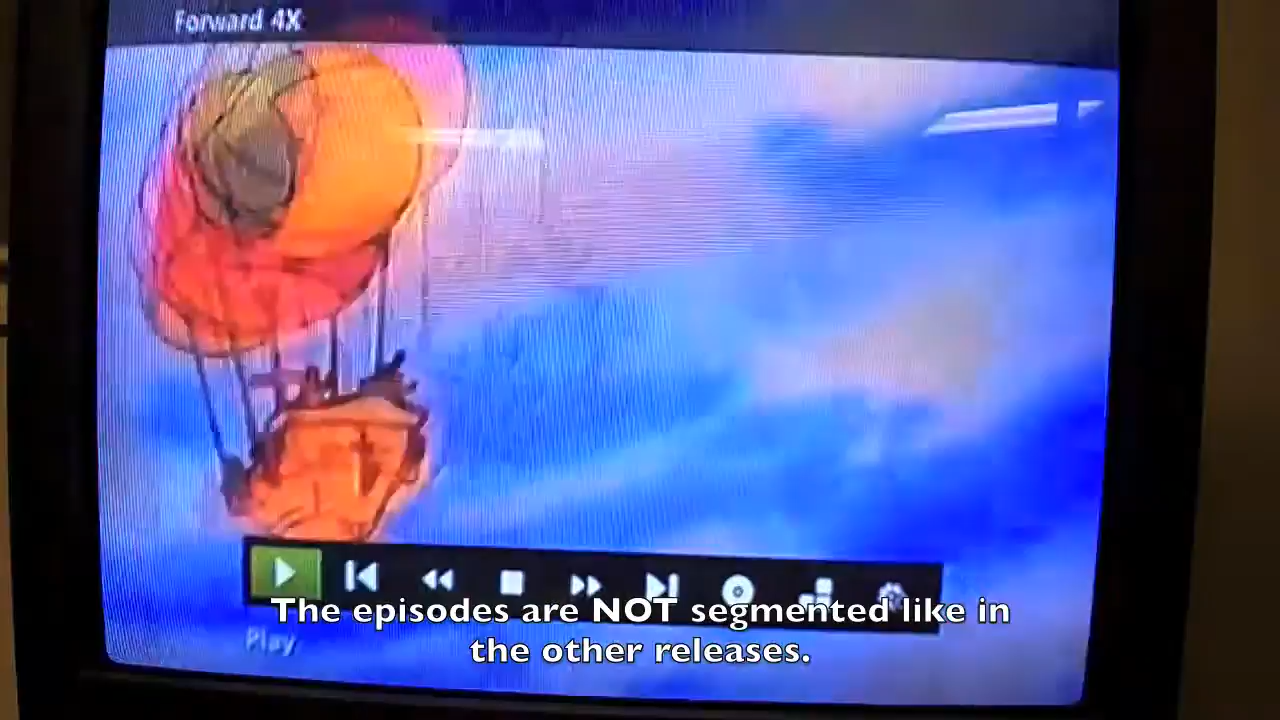 Forward 4X
The episodes are NOT segmented like in
the other releases.
Play